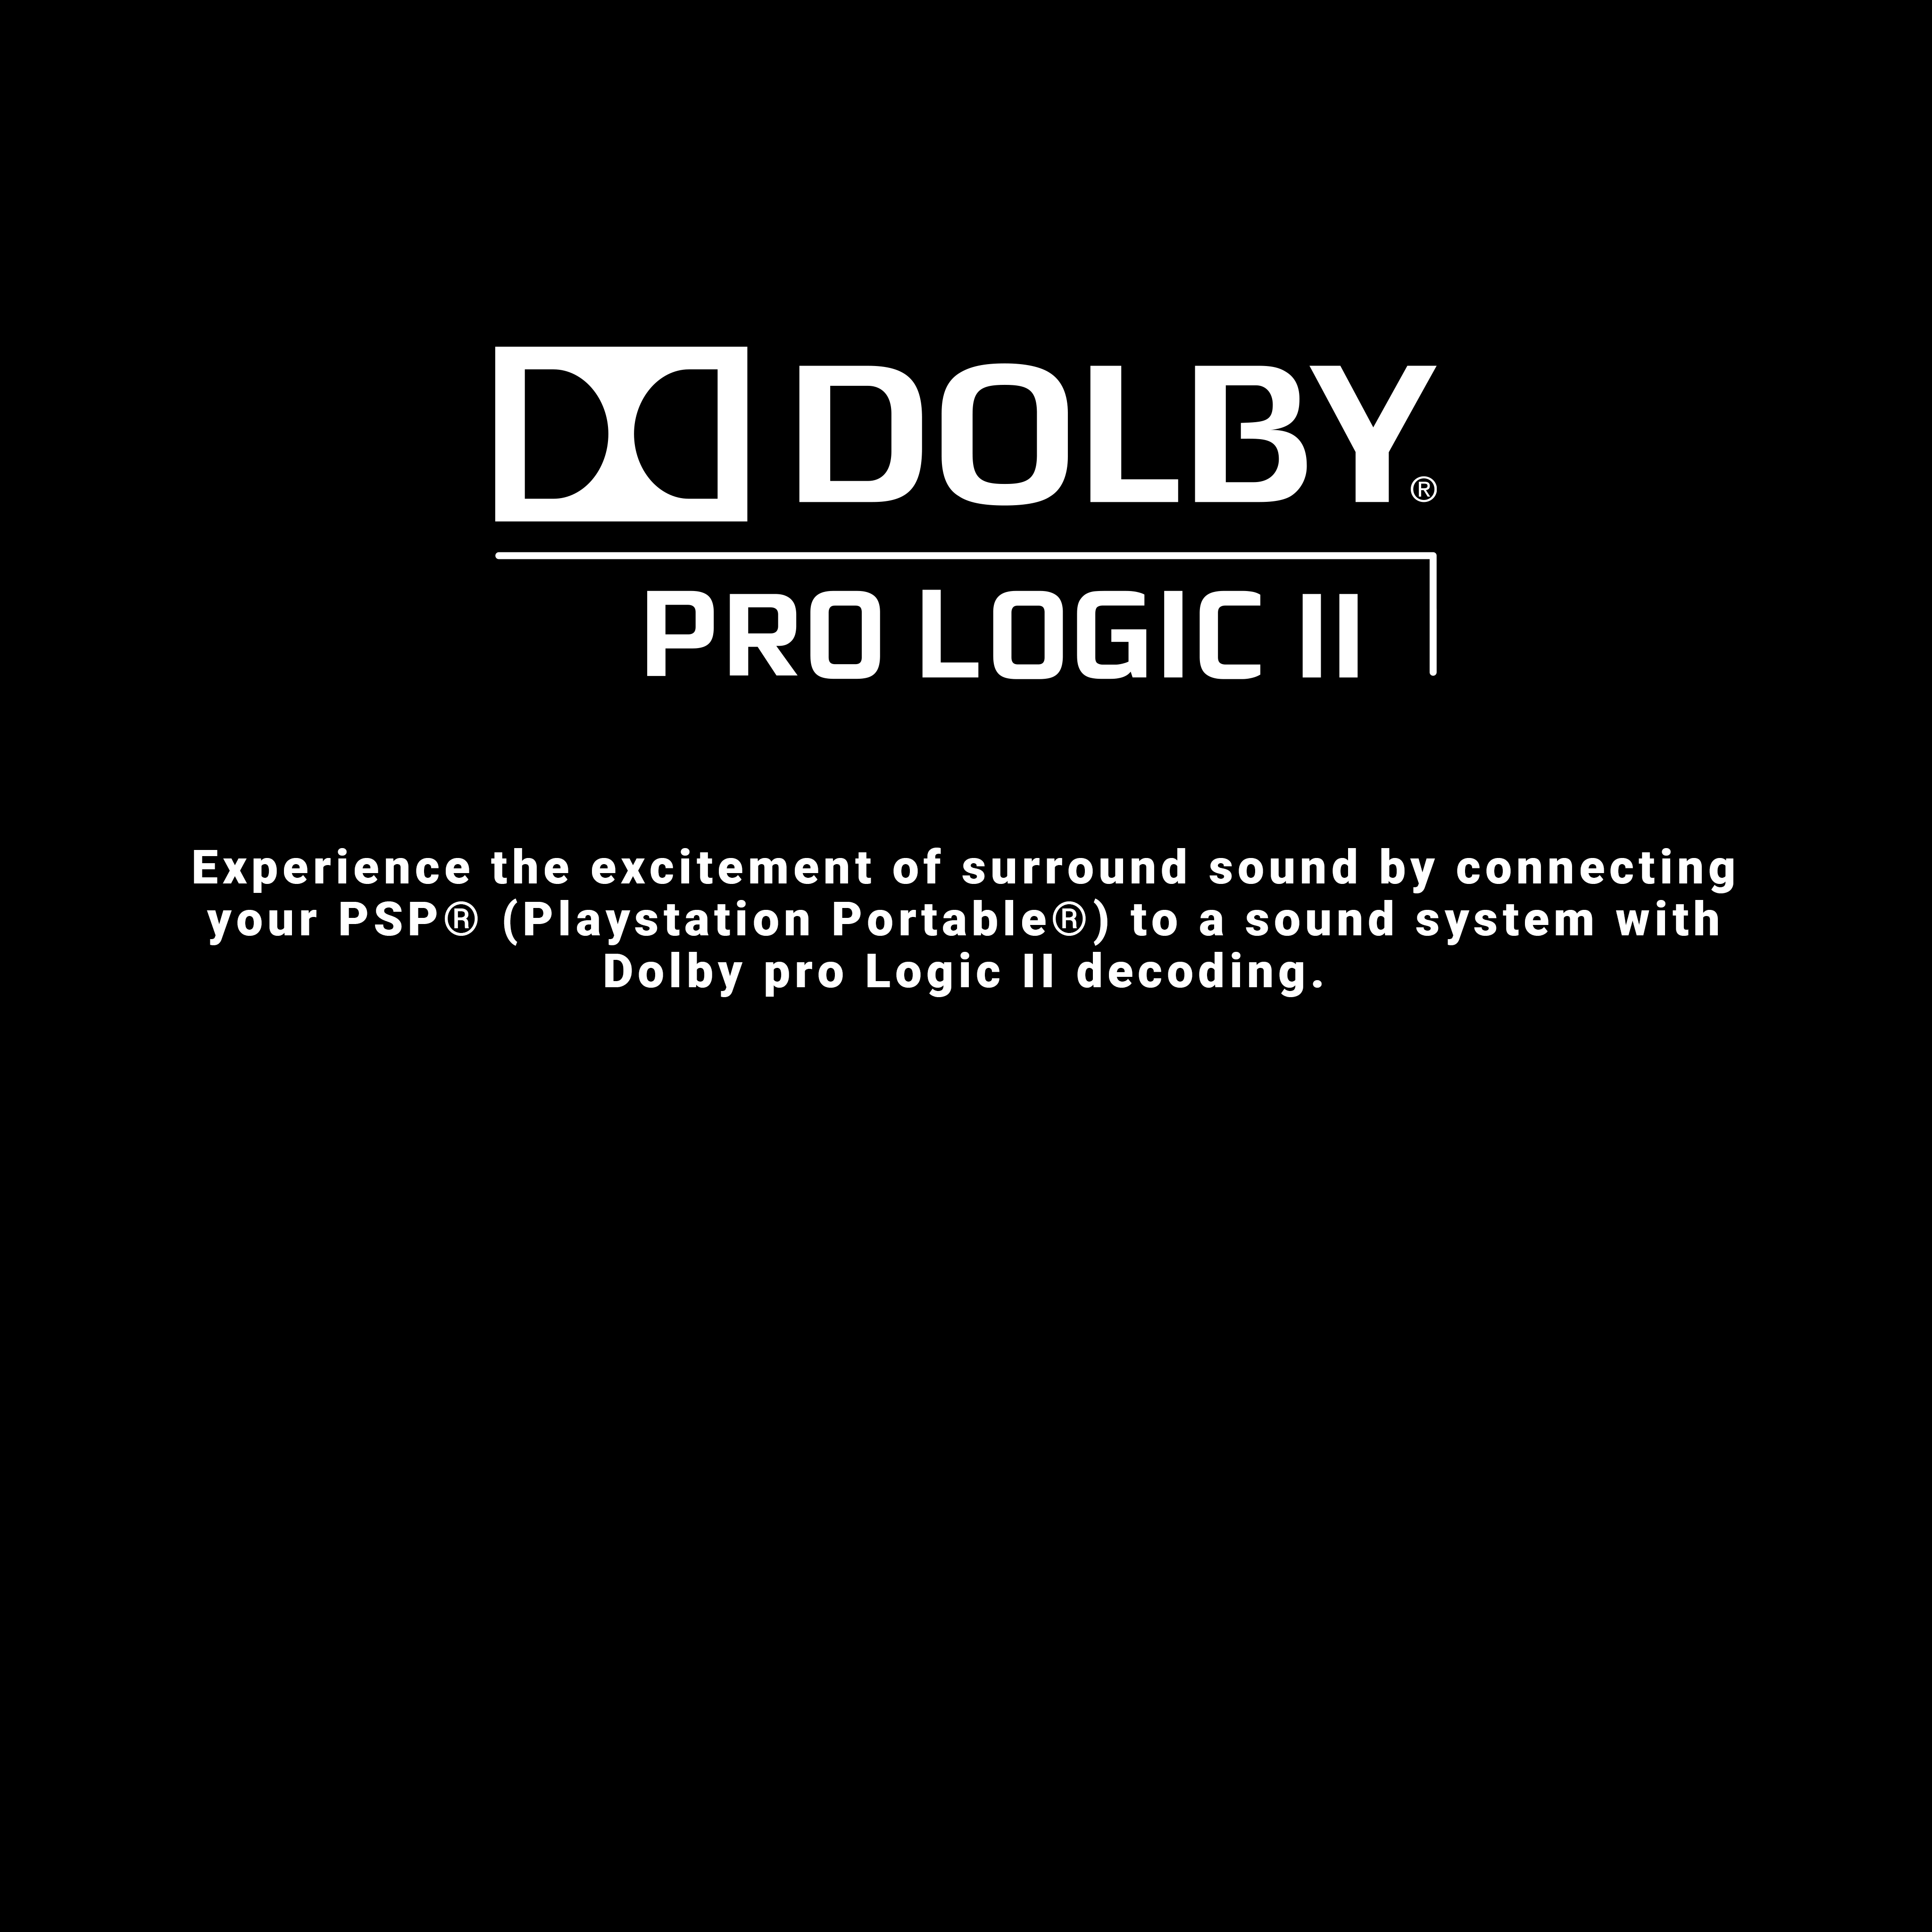 DOLBY®
PRO LOGIC II
Experience the excitement of surround sound by connecting
your PSP® (Playstation Portable®) to a sound system with
Dolby pro Logic II decoding.